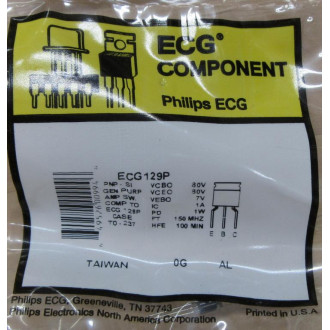 ECG®
COMPONENT
Philips ECG
ECG129P
PNP - SI VCBO 80V
GEN PURP VCEO 80V
AMP SW. VEBO 7V
COMP TO IC 1A
ECG 128P PD 1W
CASE FT 150 MHZ
TO-237 HFE 100 MIN
E B C
TAIWAN 0G AL
Philips ECG, Greenville, TN 37743
Philips Electronics North America Corporation
Printed in U.S.A.